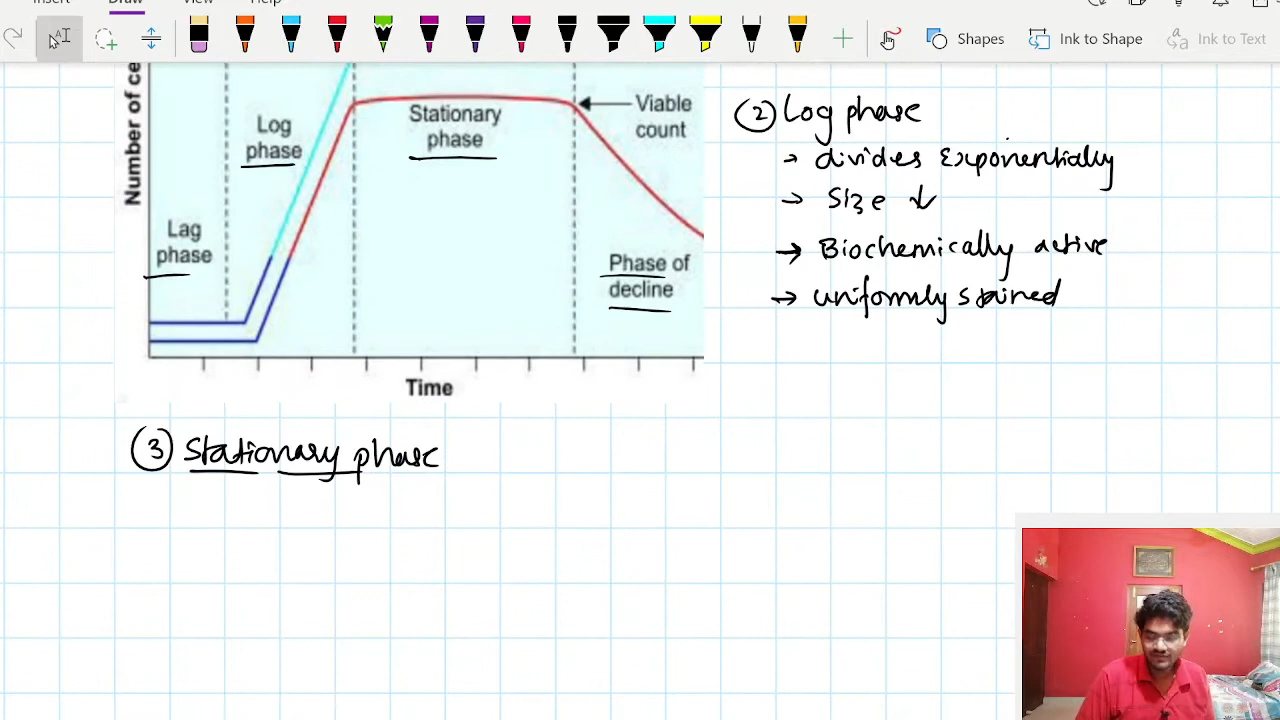 Insert Draw View Help
Shapes Ink to Shape Ink to Text
Number of ce
Lag
phase
Log
phase
Stationary
phase
Viable
count
Phase of
decline
Time
② Log phase
→ divides Exponentially
→ Size ↓
→ Biochemically active
→ uniformly stained
③ Stationary phase